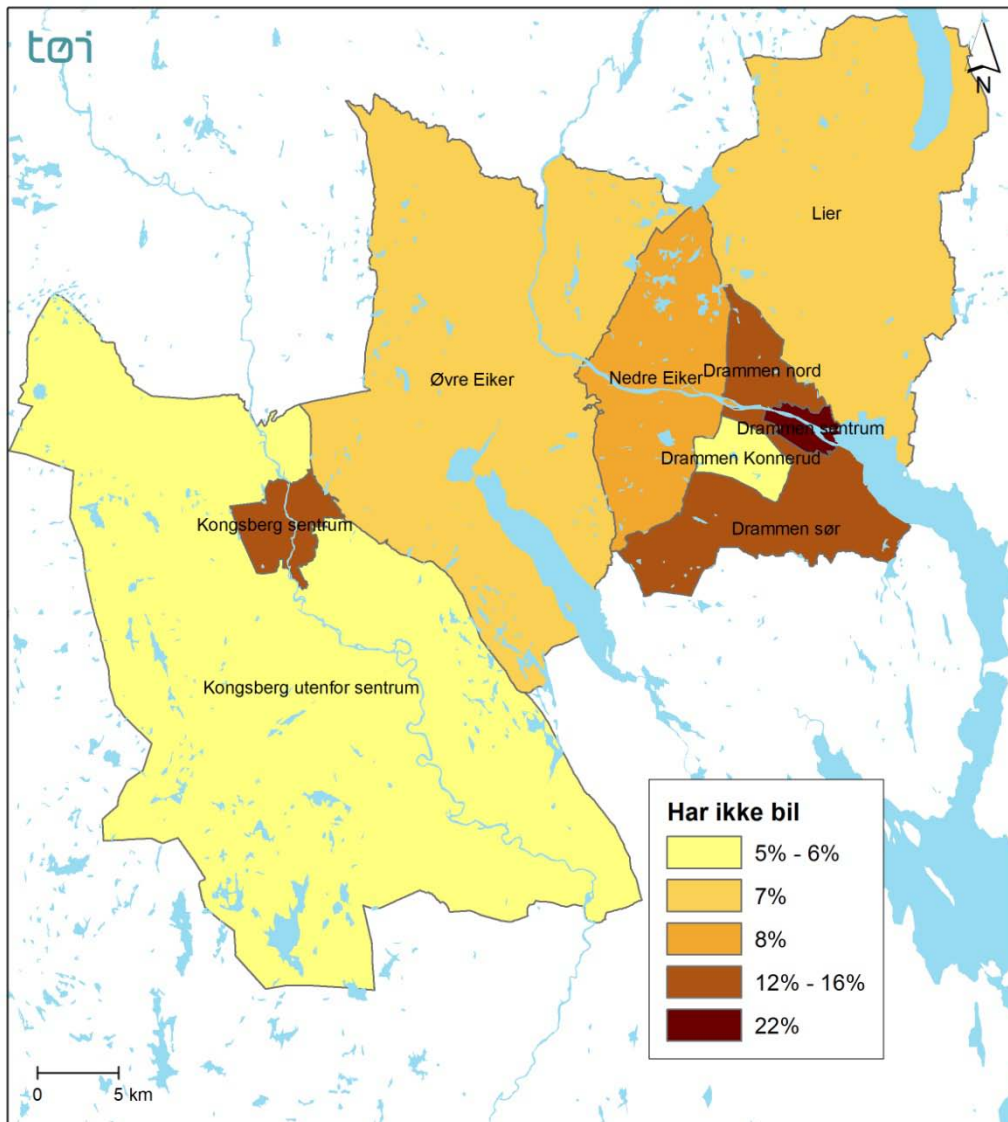 tøi
N
Lier
Øvre Eiker
Nedre Eiker
Drammen nord
Drammen sentrum
Drammen Konnerud
Drammen sør
Kongsberg sentrum
Kongsberg utenfor sentrum
Har ikke bil
5% - 6%
7%
8%
12% - 16%
22%
0 5 km